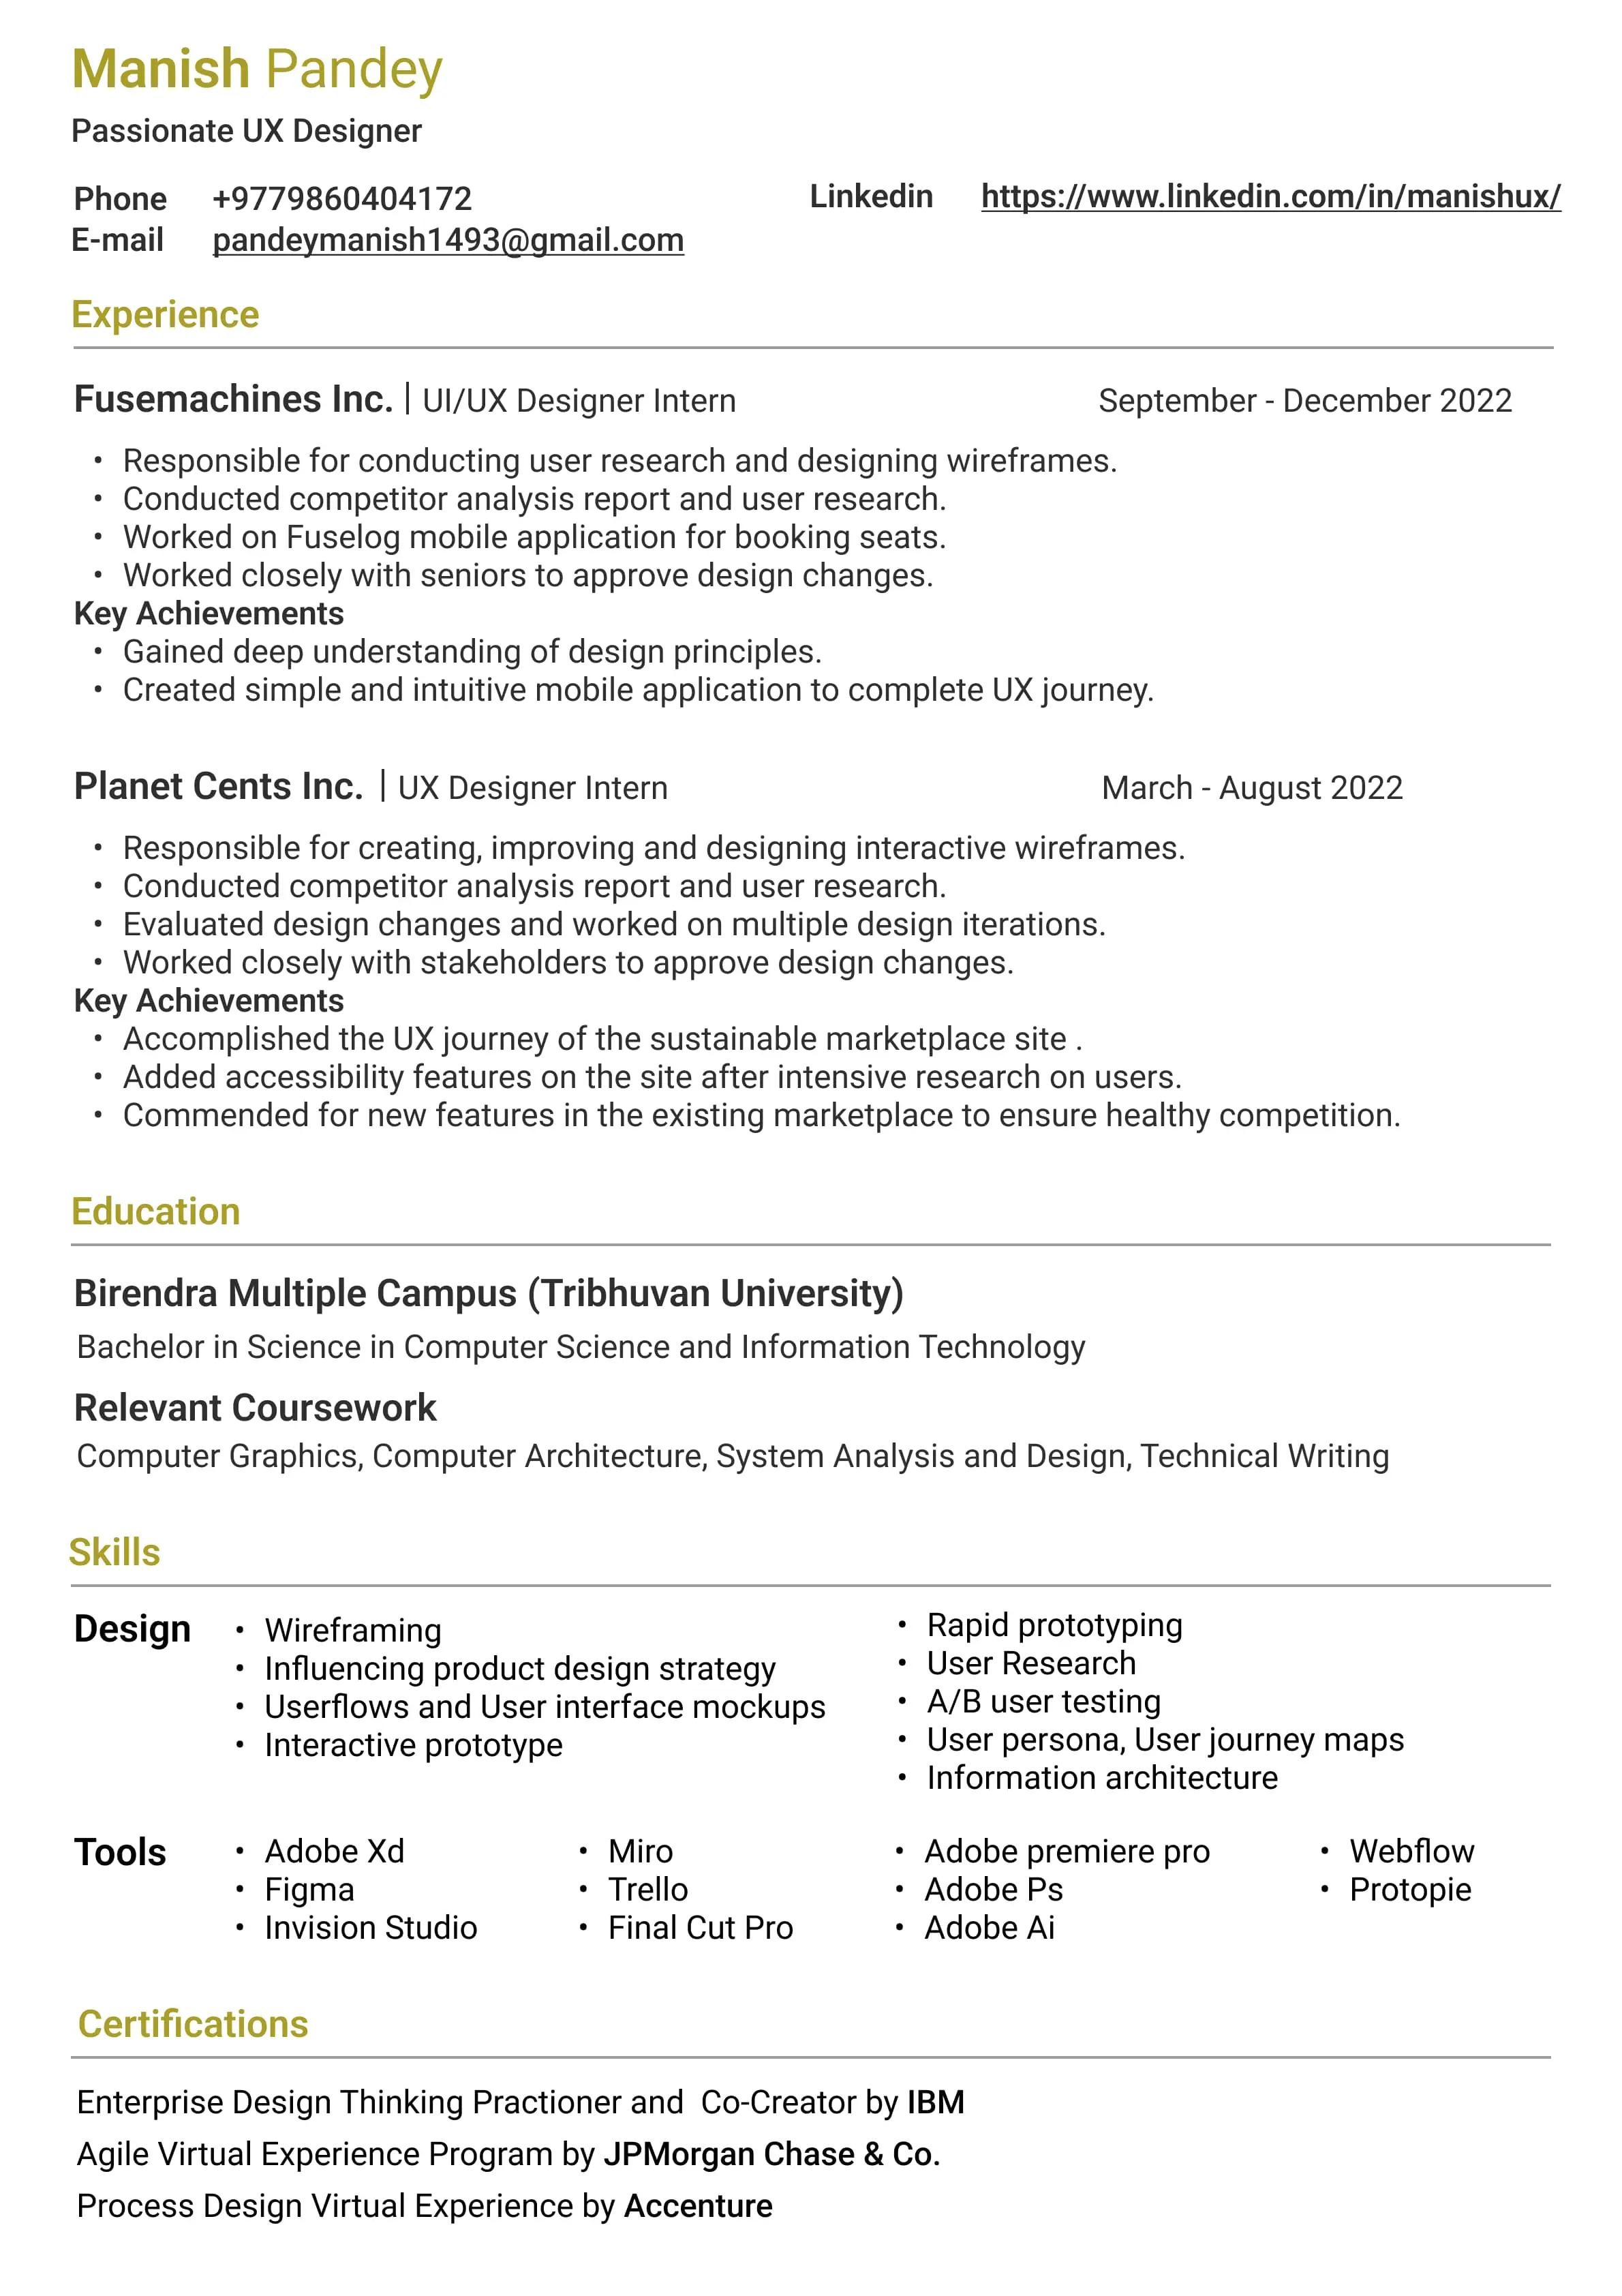 Manish Pandey
Passionate UX Designer
Phone +9779860404172
E-mail pandeymanish1493@gmail.com
Linkedin https://www.linkedin.com/in/manishux/
Experience
Fusemachines Inc. | UI/UX Designer Intern September - December 2022
• Responsible for conducting user research and designing wireframes.
• Conducted competitor analysis report and user research.
• Worked on Fuselog mobile application for booking seats.
• Worked closely with seniors to approve design changes.
Key Achievements
• Gained deep understanding of design principles.
• Created simple and intuitive mobile application to complete UX journey.
Planet Cents Inc. | UX Designer Intern March - August 2022
• Responsible for creating, improving and designing interactive wireframes.
• Conducted competitor analysis report and user research.
• Evaluated design changes and worked on multiple design iterations.
• Worked closely with stakeholders to approve design changes.
Key Achievements
• Accomplished the UX journey of the sustainable marketplace site .
• Added accessibility features on the site after intensive research on users.
• Commended for new features in the existing marketplace to ensure healthy competition.
Education
Birendra Multiple Campus (Tribhuvan University)
Bachelor in Science in Computer Science and Information Technology
Relevant Coursework
Computer Graphics, Computer Architecture, System Analysis and Design, Technical Writing
Skills
Design
• Wireframing
• Influencing product design strategy
• Userflows and User interface mockups
• Interactive prototype
• Rapid prototyping
• User Research
• A/B user testing
• User persona, User journey maps
• Information architecture
Tools
• Adobe Xd
• Figma
• Invision Studio
• Miro
• Trello
• Final Cut Pro
• Adobe premiere pro
• Adobe Ps
• Adobe Ai
• Webflow
• Protopie
Certifications
Enterprise Design Thinking Practioner and  Co-Creator by IBM
Agile Virtual Experience Program by JPMorgan Chase & Co.
Process Design Virtual Experience by Accenture